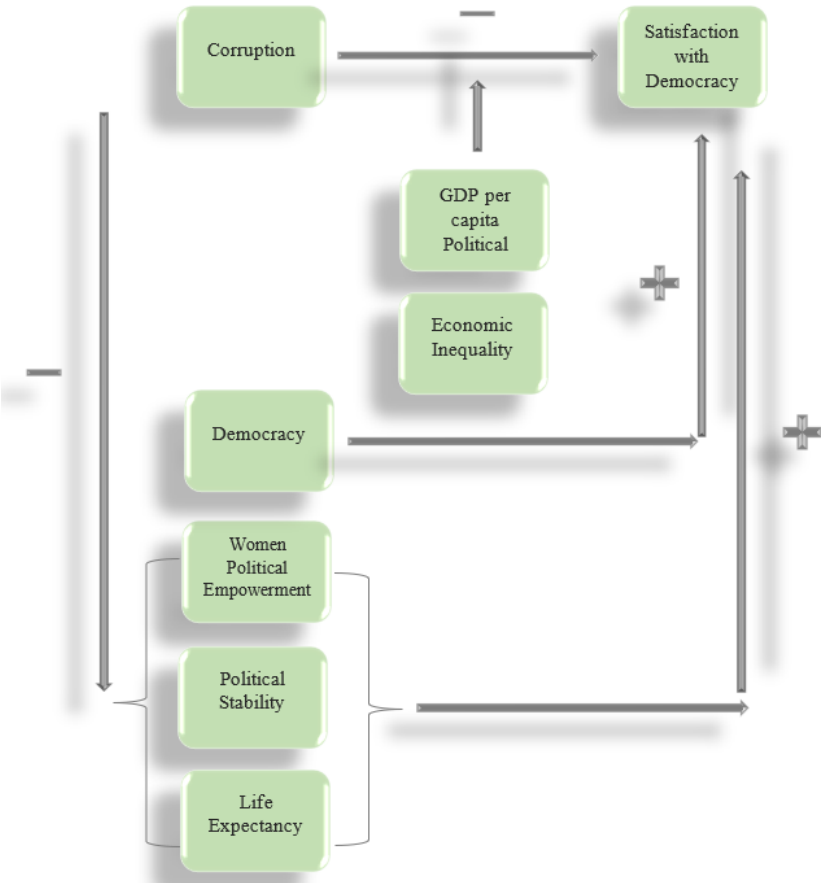 Corruption
Satisfaction
with
Democracy
GDP per
capita
Political
Economic
Inequality
Democracy
Women
Political
Empowerment
Political
Stability
Life
Expectancy